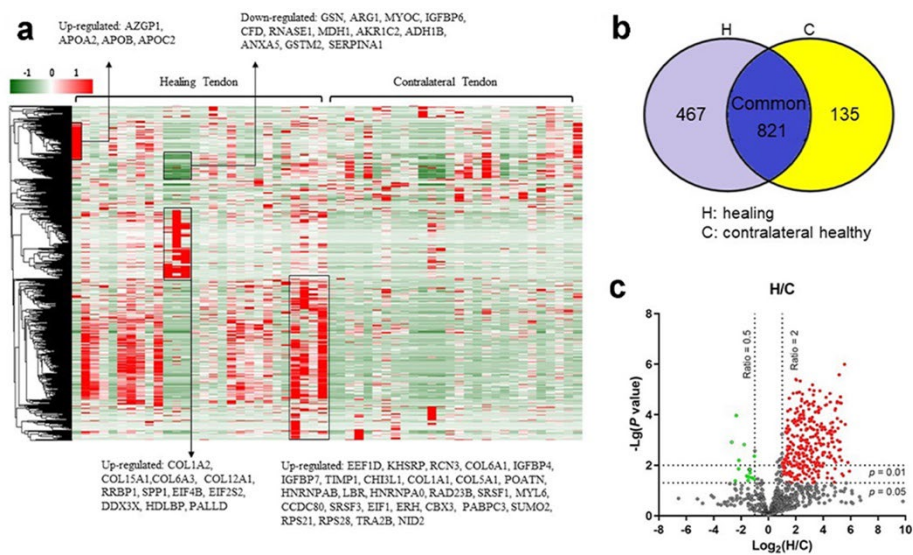 a
Up-regulated: AZGP1,
APOA2, APOB, APOC2
Down-regulated: GSN, ARG1, MYOC, IGFBP6,
CFD, RNASE1, MDH1, AKR1C2, ADH1B,
ANXA5, GSTM2, SERPINA1
-1 0 1
Healing Tendon
Contralateral Tendon
Up-regulated: COL1A2,
COL15A1,COL6A3, COL12A1,
RRBP1, SPP1, EIF4B, EIF2S2,
DDX3X, HDLBP, PALLD
Up-regulated: EEF1D, KHSRP, RCN3, COL6A1, IGFBP4,
IGFBP7, TIMP1, CHI3L1, COL1A1, COL5A1, POATN,
HNRNPAB, LBR, HNRNPA0, RAD23B, SRSF1, MYL6,
CCDC80, SRSF3, EIF1, ERH, CBX3, PABPC3, SUMO2,
RPS21, RPS28, TRA2B, NID2
b
H C
467 Common 135
821
H: healing
C: contralateral healthy
c
H/C
-Lg(P value)
8
6
4
2
0
Ratio = 0.5
Ratio = 2
p = 0.01
p = 0.05
-8 -6 -4 -2 0 2 4 6 8 10
Log2(H/C)